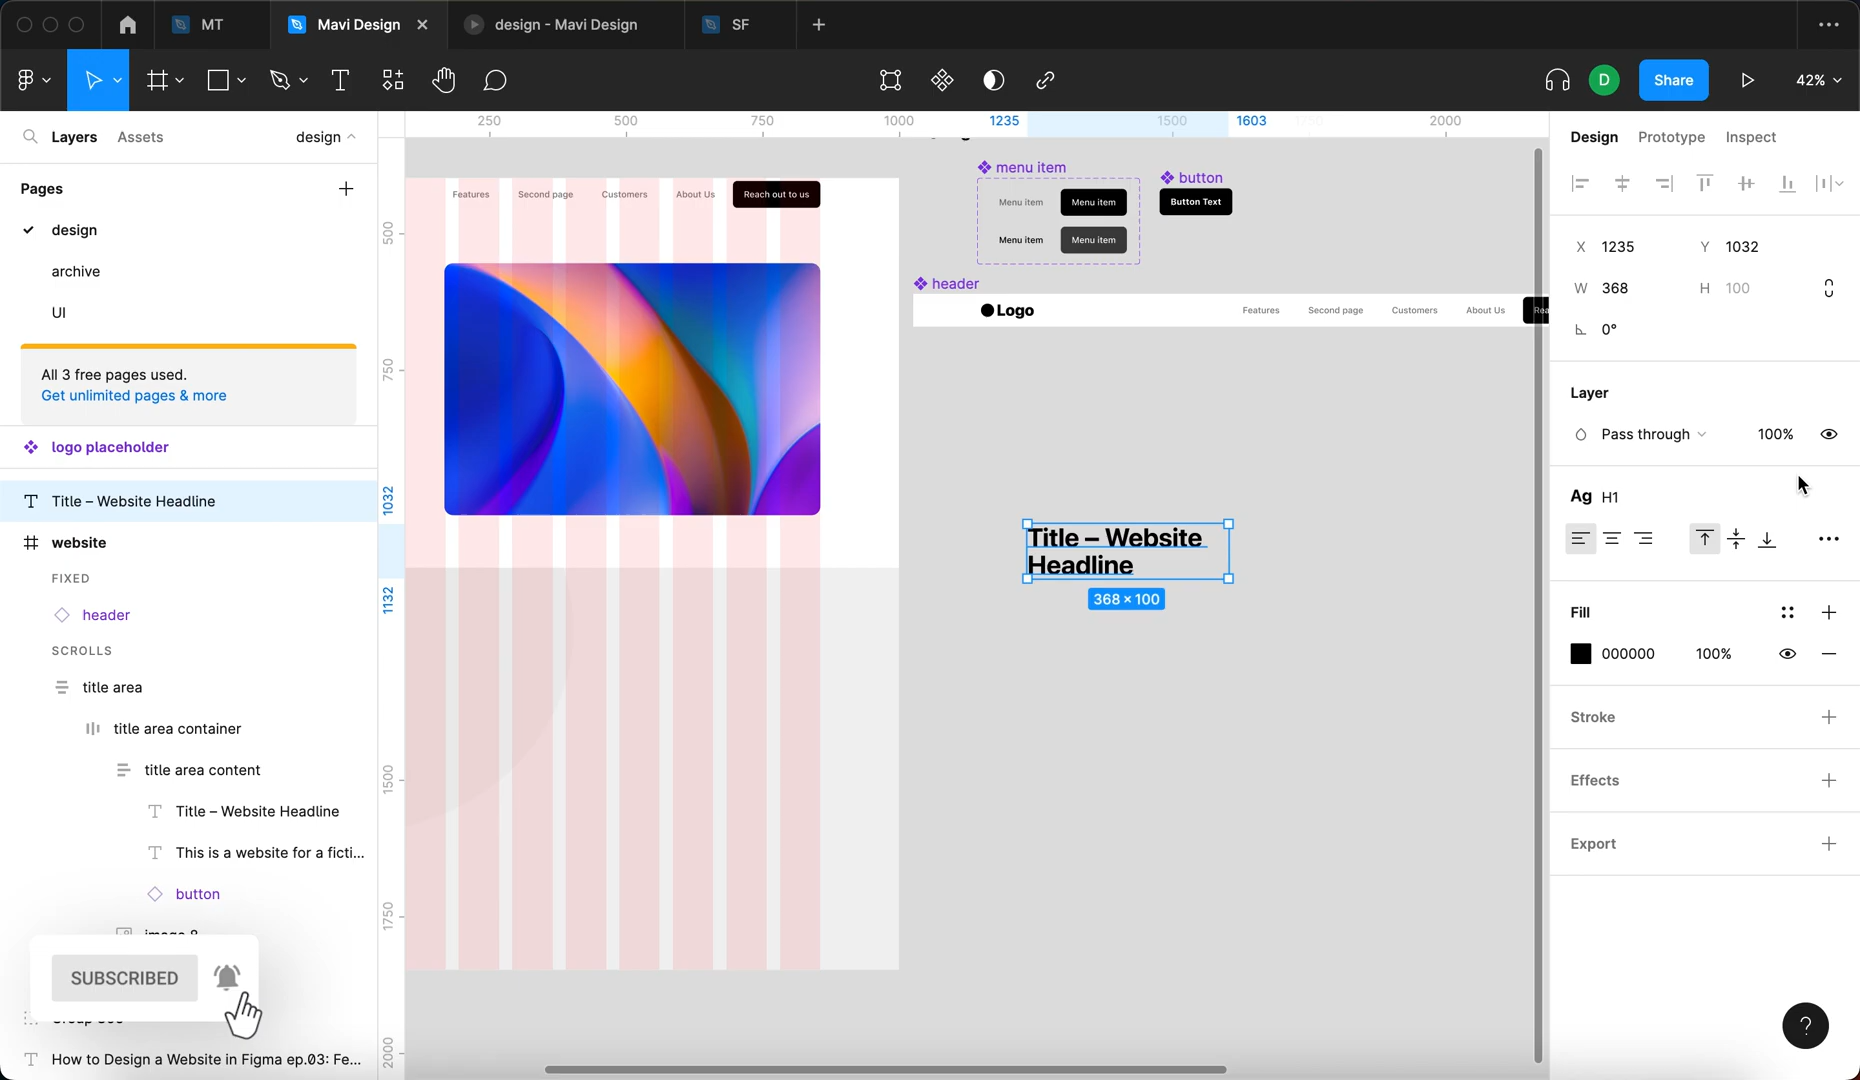 MT
Mavi Design
design - Mavi Design
SF
D
Share
42%
Layers
Assets
design
Pages
design
archive
UI
All 3 free pages used.
Get unlimited pages & more
logo placeholder
Title – Website Headline
website
FIXED
header
SCROLLS
title area
title area container
title area content
Title – Website Headline
This is a website for a ficti...
button
SUBSCRIBED
How to Design a Website in Figma ep.03: Fe...
250
500
750
1000
1235
1500
1603
1750
2000
500
750
1032
1132
1500
1750
2000
Features
Second page
Customers
About Us
Reach out to us
menu item
Menu item
Menu item
Menu item
Menu item
button
Button Text
header
Logo
Features
Second page
Customers
About Us
Rea
Title – Website
Headline
368 × 100
Design
Prototype
Inspect
X 1235
Y 1032
W 368
H 100
0°
Layer
Pass through
100%
Ag H1
Fill
000000
100%
Stroke
Effects
Export
?